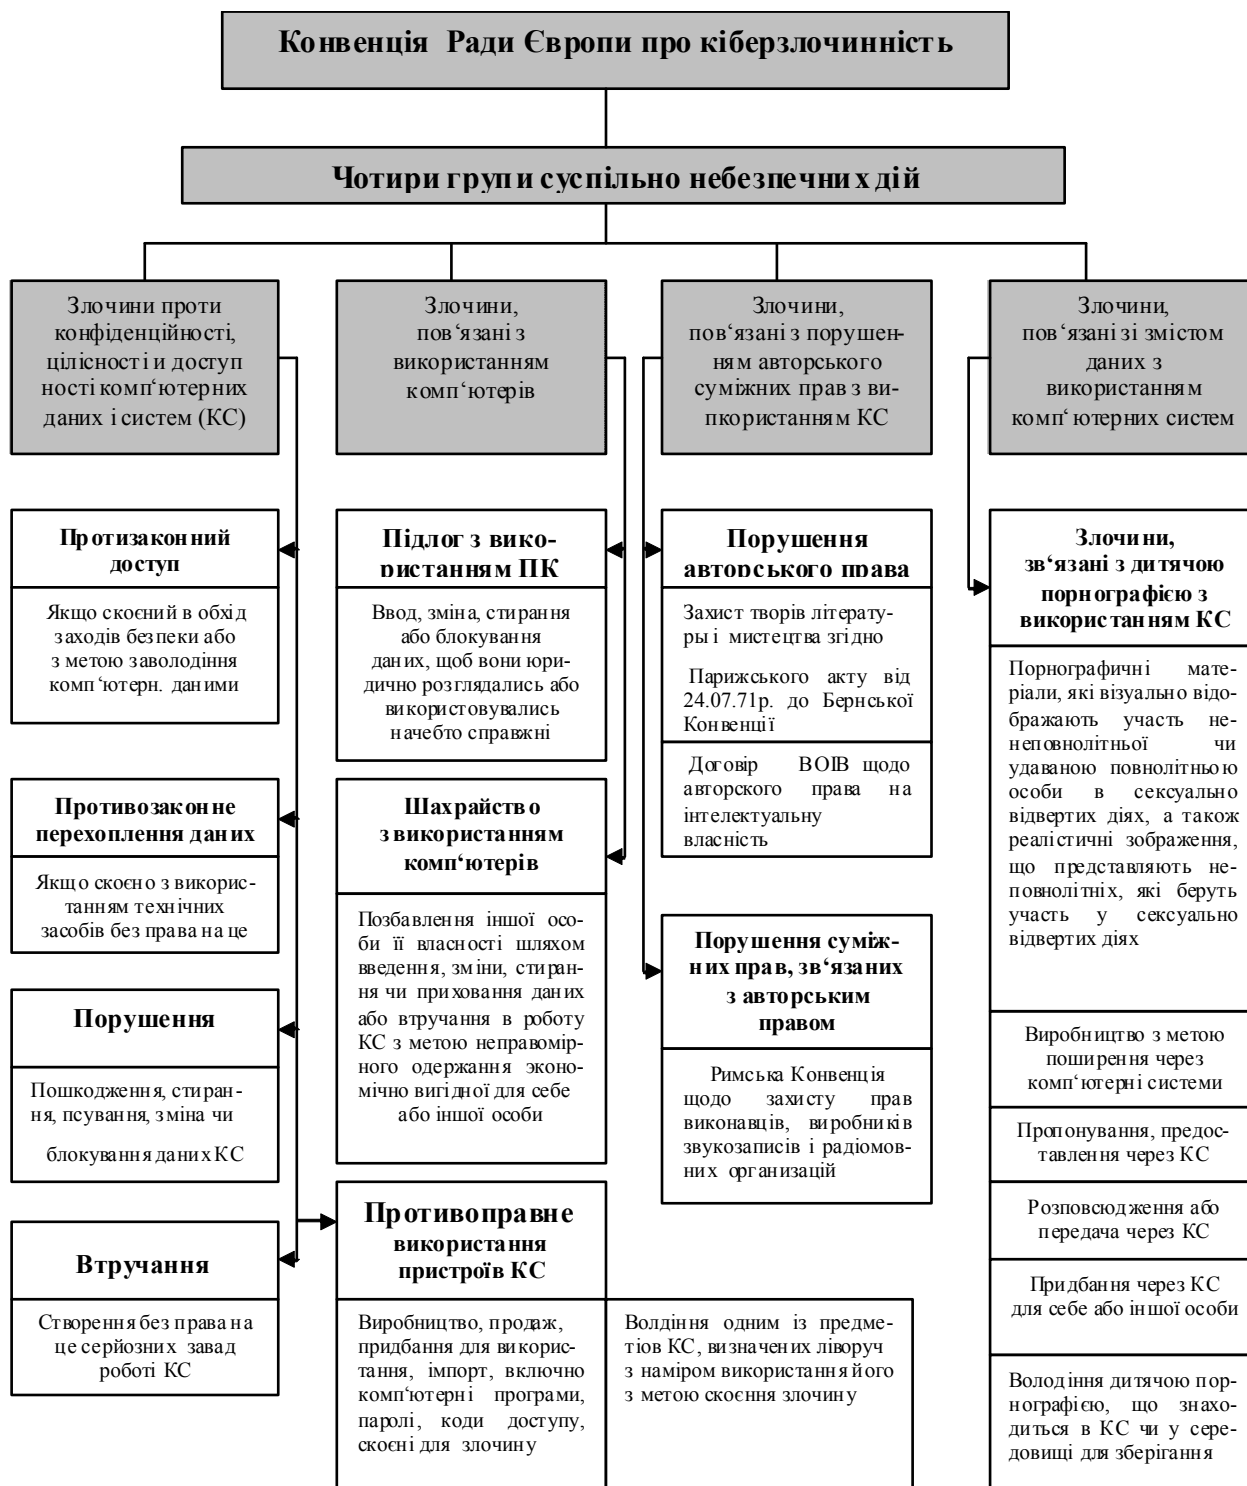 Конвенція Ради Європи про кіберзлочинність
Чотири групи суспільно небезпечних дій
Злочини проти
конфіденційності,
цілісності и доступ
ності комп‘ютерних
даних і систем (КС)
Злочини,
пов‘язані з
використанням
комп‘ютерів
Злочини,
пов‘язані з порушен-
ням авторського
суміжних прав з ви-
пкористанням КС
Злочини,
пов‘язані зі змістом
даних з
використанням
комп‘ютерних систем
Протизаконний
доступ
Якщо скоєний в обхід
заходів безпеки або
з метою заволодіння
комп‘ютерн. даними
Противозаконне
перехоплення даних
Якщо скоєно з викорис-
танням технічних
засобів без права на це
Порушення
Пошкодження, стиран-
ня, псування, зміна чи
блокування даних КС
Втручання
Створення без права на
це серйозних завад
роботі КС
Підлог з вико-
ристанням ПК
Ввод, зміна, стирання
або блокування
даних, щоб вони юри-
дично розглядались або
використовувались
начебто справжні
Шахрайство
з використанням
комп‘ютерів
Позбавлення іншої осо-
би її власності шляхом
введення, зміни, стиран-
ня чи приховання даних
або втручання в роботу
КС з метою неправомір-
ного одержання эконо-
мічно вигідної для себе
або іншої особи
Противоправне
використання
пристроїв КС
Виробництво, продаж,
придбання для викорис-
тання, імпорт, включно
комп‘ютерні програми,
паролі, коди доступу,
скоєні для злочину
Волдіння одним із предме-
тіов КС, визначених ліворуч
з наміром використання його
з метою скоєння злочину
Порушення
авторського права
Захист творів літерату-
ры і мистецтва згідно
Парижського акту від
24.07.71р. до Бернської
Конвенції
Договір ВОІВ щодо
авторского права на
інтелектуальну
власність
Порушення суміж-
них прав, зв‘язаних
з авторським
правом
Римська Конвенція
щодо захисту прав
виконавців, виробників
звукозаписів і радіомов-
них організацій
Злочини,
зв‘язані з дитячою
порнографією з
використанням КС
Порнографичні мате-
ріали, які візуально відо-
бражають участь не-
неповнолітньої чи
удаваною повнолітньою
особи в сексуально
відвертих діях, а також
реалістичні зображення,
що представляють не-
повнолітніх, які беруть
участь у сексуально
відвертих діях
Виробництво з метою
поширення через
комп‘ютерні системи
Пропонування, предос-
тавлення через КС
Розповсюдження або
передача через КС
Придбання через КС
для себе або іншої особи
Володіння дитячою пор-
нографією, що знахо-
диться в КС чи у сере-
довищі для зберігання